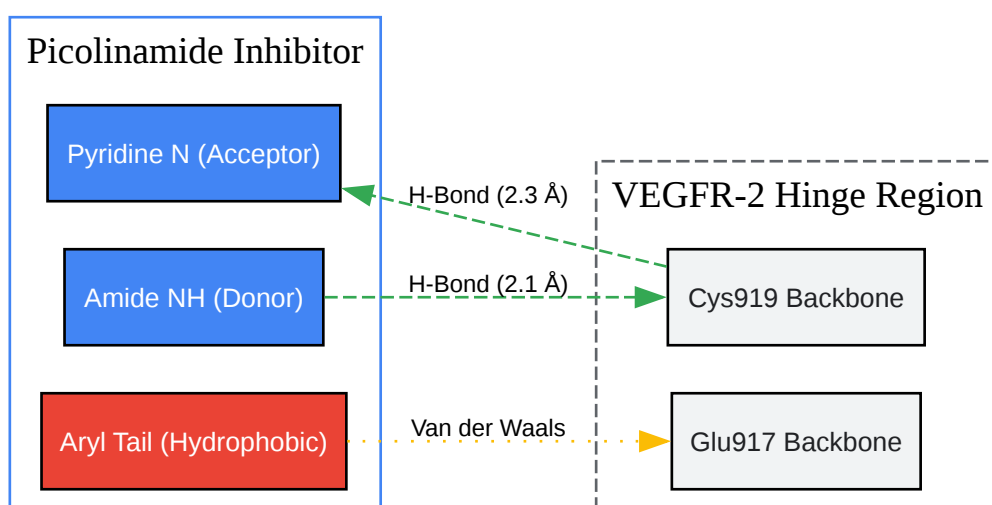 Picolinamide Inhibitor
Pyridine N (Acceptor)
Amide NH (Donor)
Aryl Tail (Hydrophobic)
H-Bond (2.3 Å)
H-Bond (2.1 Å)
Van der Waals
VEGFR-2 Hinge Region
Cys919 Backbone
Glu917 Backbone